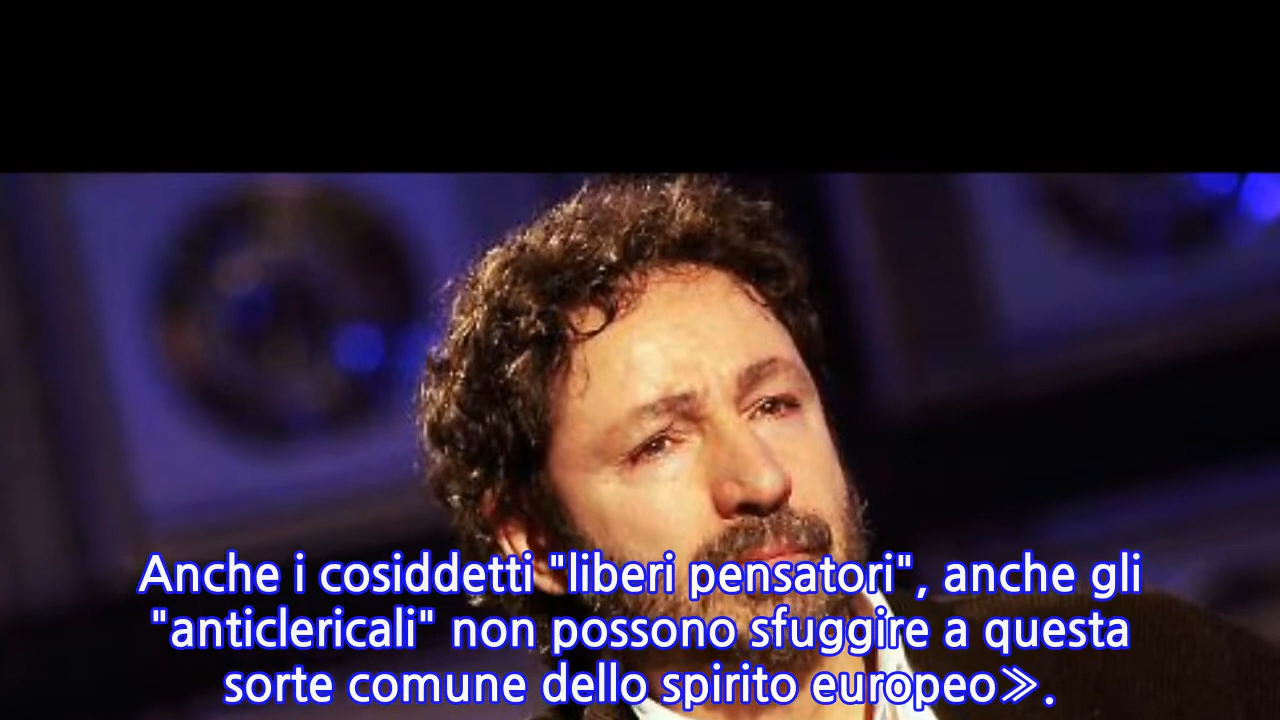 Anche i cosiddetti "liberi pensatori", anche gli
"anticlericali" non possono sfuggire a questa
sorte comune dello spirito europeo≫.